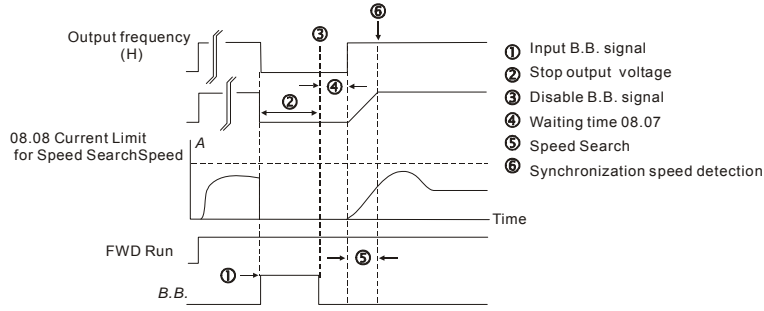 Output frequency
(H)
08.08 Current Limit
for Speed SearchSpeed
A
FWD Run
B.B.
Time
①
②
③
④
⑤
⑥
① Input B.B. signal
② Stop output voltage
③ Disable B.B. signal
④ Waiting time 08.07
⑤ Speed Search
⑥ Synchronization speed detection